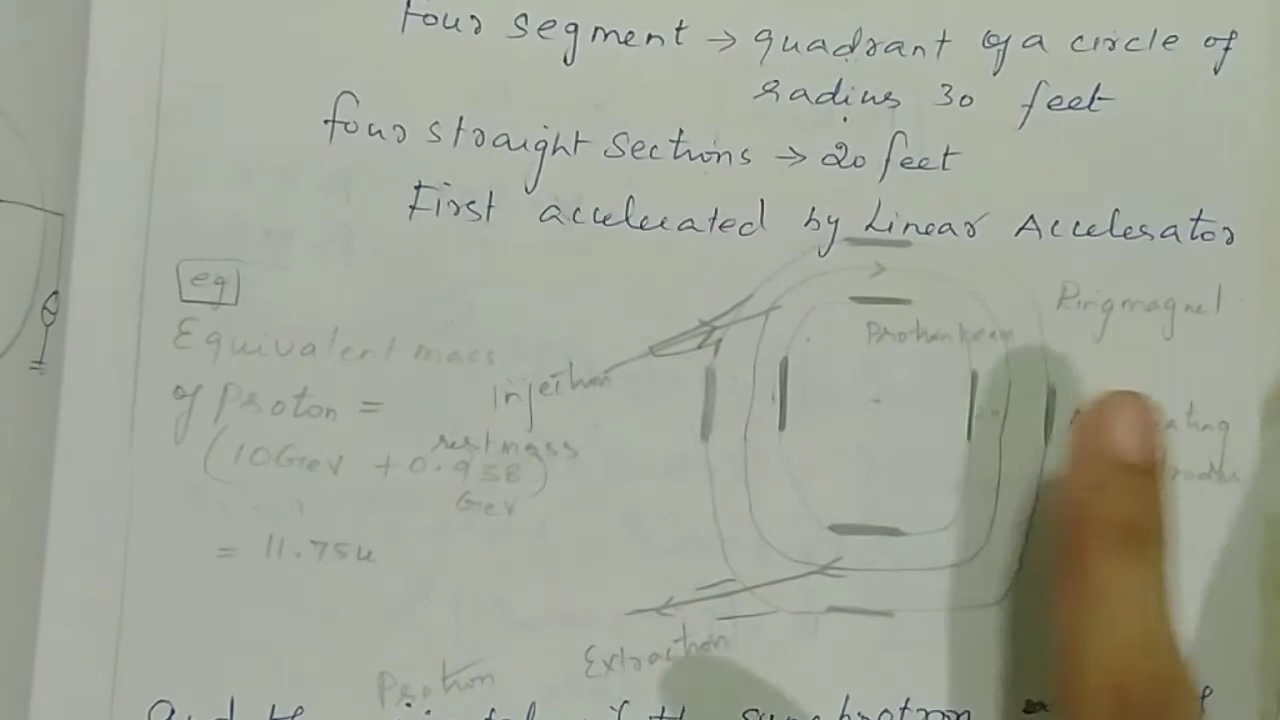 four segment → quadrant of a circle of
radius 30 feet
four straight sections → 20 feet
First accelerated by Linear Accelerator
eg
Equivalent mass
of proton =
rest mass
(10 Gev + 0.938)
Gev
= 11.75u
Injection
Proton beam
Ring magnet
Extraction
Proton
synchrotron